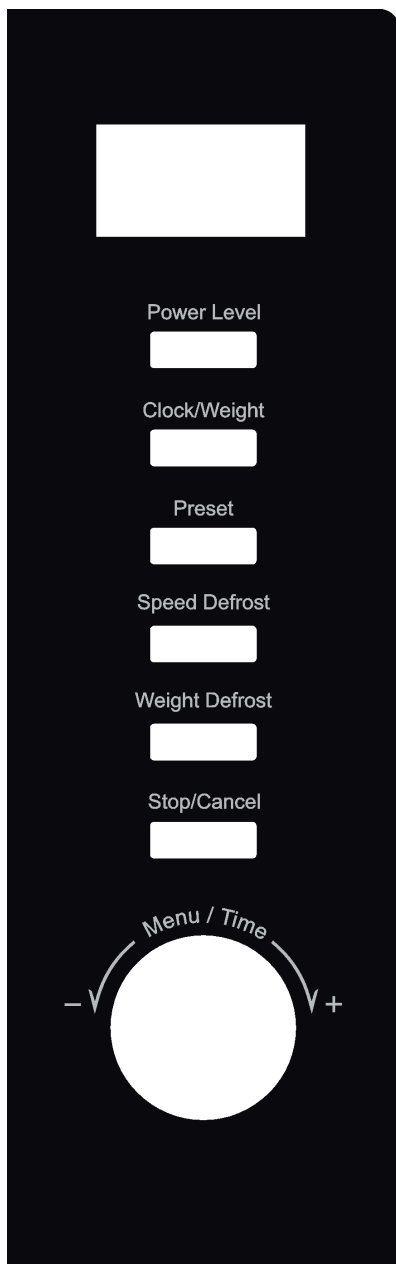 Power Level
Clock/Weight
Preset
Speed Defrost
Weight Defrost
Stop/Cancel
Menu / Time
− +